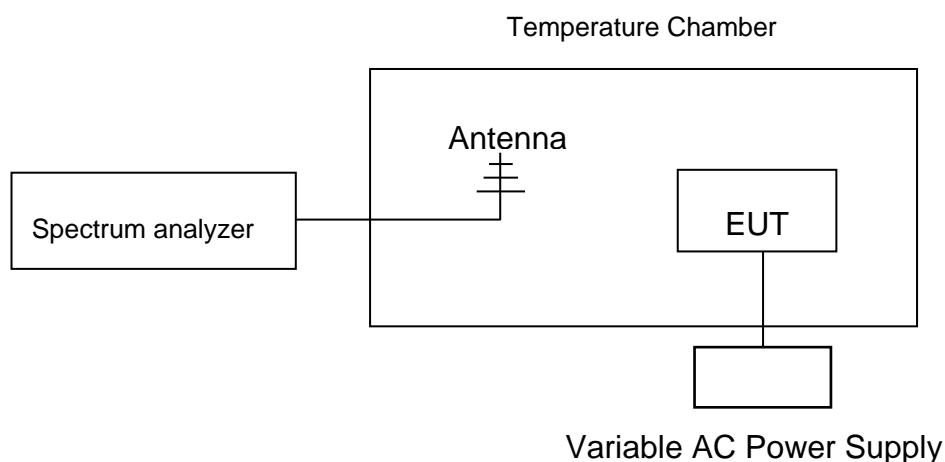 Temperature Chamber
Antenna
Spectrum analyzer
EUT
Variable AC Power Supply